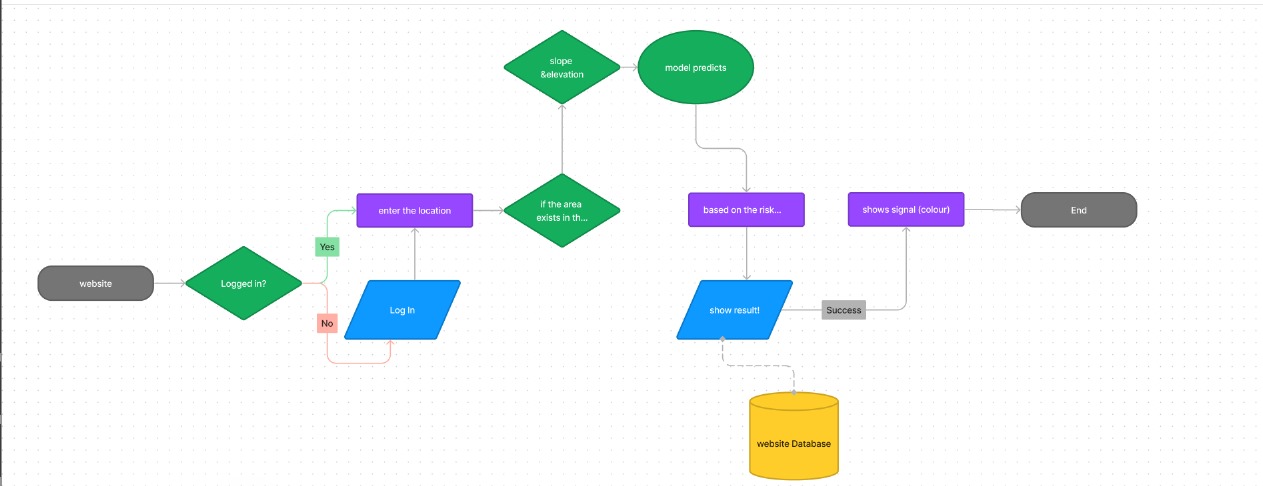 slope
&elevation
model predicts
enter the location
if the area
exists in th...
based on the risk...
shows signal (colour)
End
Yes
website
Logged in?
No
Log In
show result!
Success
website Database